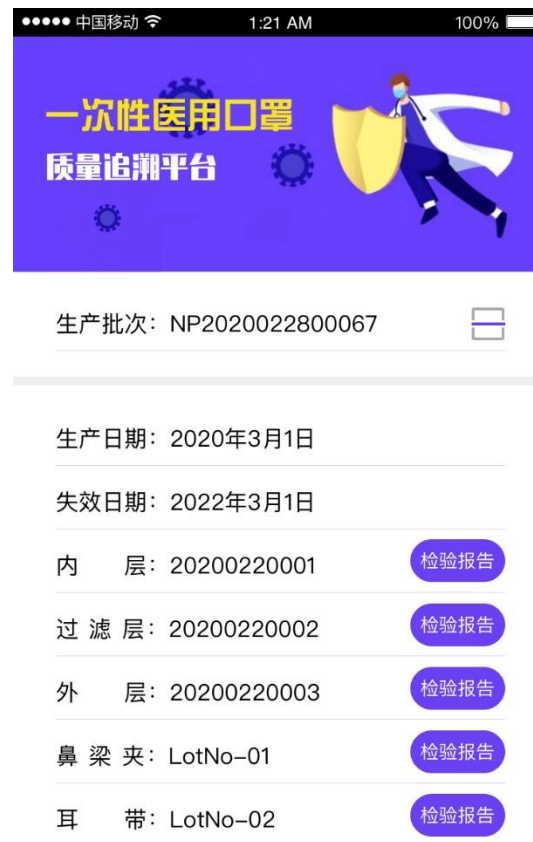 ●●●●● 中国移动 1:21 AM 100%
一次性医用口罩
质量追溯平台
生产批次：NP2020022800067
生产日期：2020年3月1日
失效日期：2022年3月1日
内 层：20200220001 检验报告
过 滤 层：20200220002 检验报告
外 层：20200220003 检验报告
鼻 梁 夹：LotNo-01 检验报告
耳 带：LotNo-02 检验报告